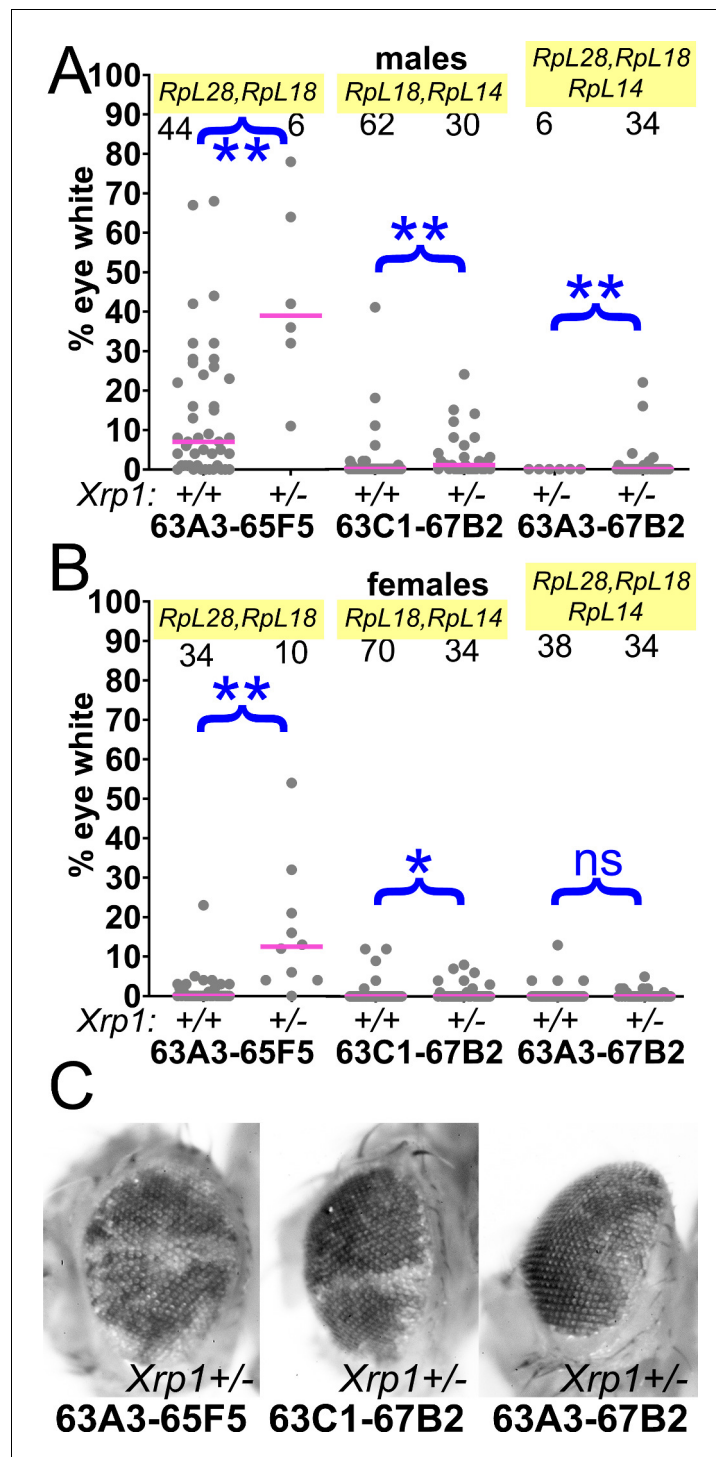 A
males
RpL28,RpL18 RpL18,RpL14 RpL28,RpL18
RpL14
44 6 62 30 6 34
** ** **
% eye white
100
90
80
70
60
50
40
30
20
10
0
Xrp1: +/+ +/- +/+ +/- +/- +/-
63A3-65F5 63C1-67B2 63A3-67B2
B
females
RpL28,RpL18 RpL18,RpL14 RpL28,RpL18
RpL14
34 10 70 34 38 34
** * ns
% eye white
100
90
80
70
60
50
40
30
20
10
0
Xrp1: +/+ +/- +/+ +/- +/+ +/-
63A3-65F5 63C1-67B2 63A3-67B2
C
Xrp1+/- Xrp1+/- Xrp1+/-
63A3-65F5 63C1-67B2 63A3-67B2